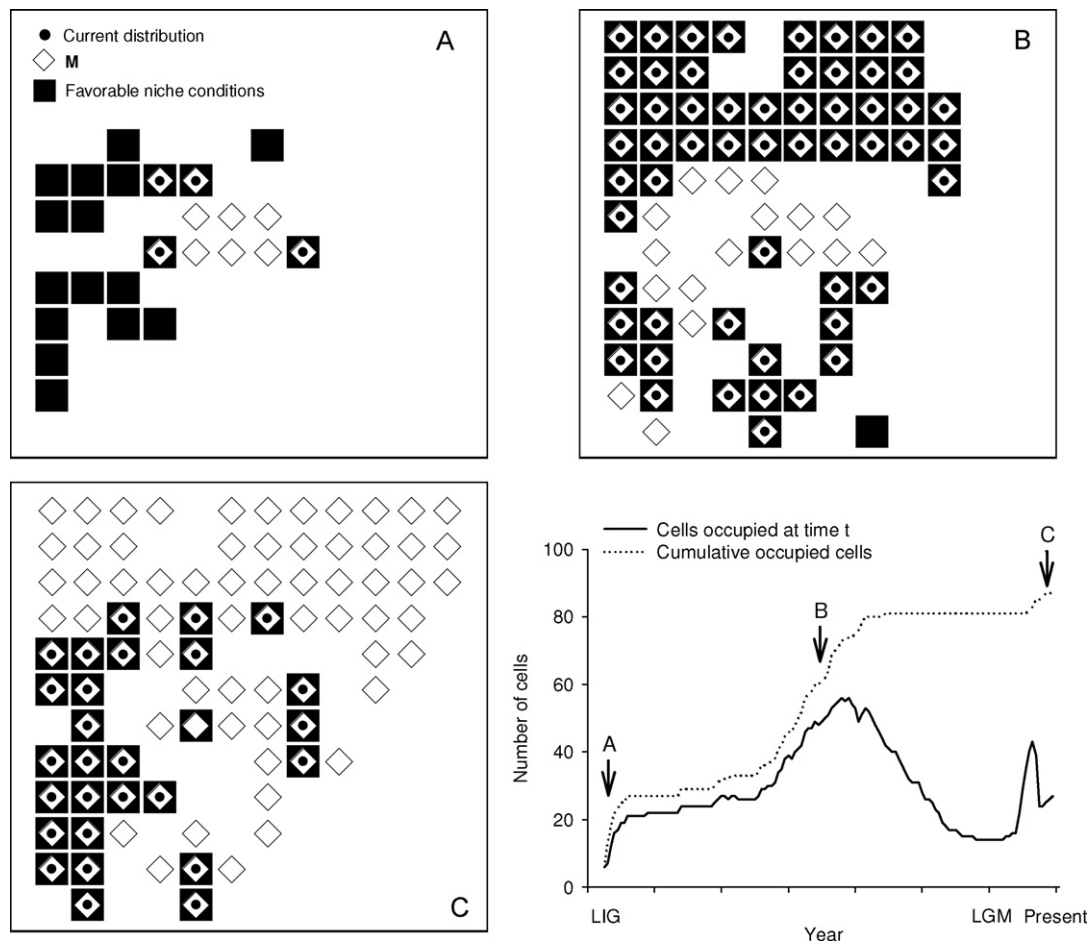 A
Current distribution
M
Favorable niche conditions
B
C
Cells occupied at time t
Cumulative occupied cells
100
80
60
40
20
0
Number of cells
A
B
C
LIG
LGM
Present
Year